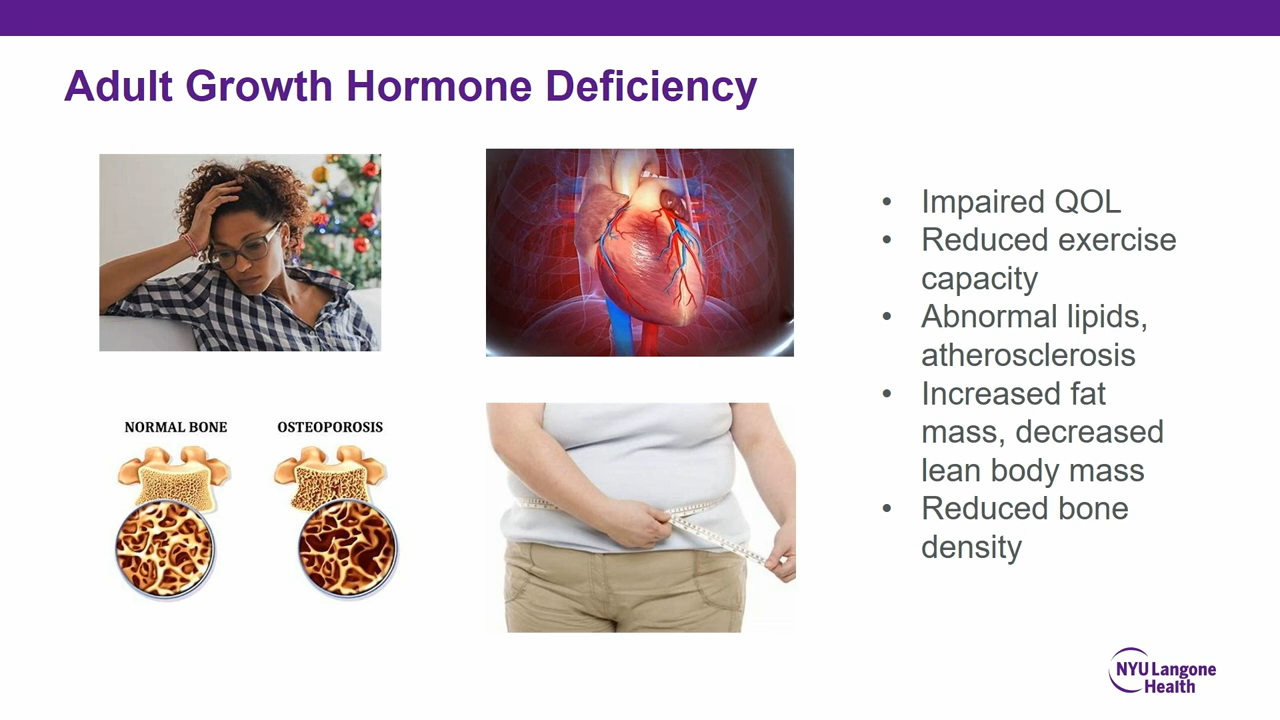 Adult Growth Hormone Deficiency
NORMAL BONE
OSTEOPOROSIS
• Impaired QOL
• Reduced exercise
capacity
• Abnormal lipids,
atherosclerosis
• Increased fat
mass, decreased
lean body mass
• Reduced bone
density
NYU Langone
Health